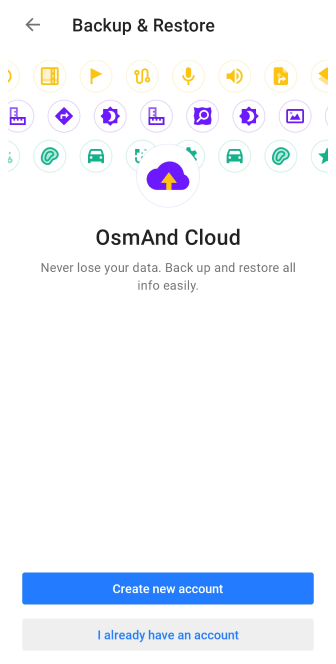 Backup & Restore
OsmAnd Cloud
Never lose your data. Back up and restore all
info easily.
Create new account
I already have an account